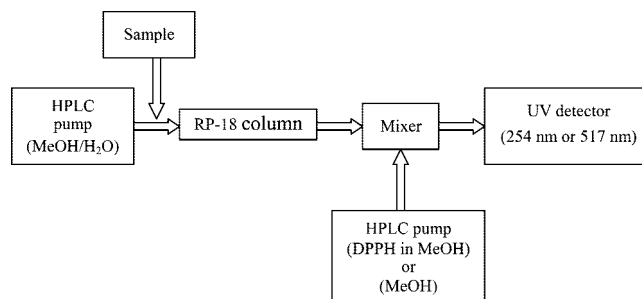 Sample
HPLC
pump
(MeOH/H₂O)
RP-18 column
Mixer
UV detector
(254 nm or 517 nm)
HPLC pump
(DPPH in MeOH)
or
(MeOH)